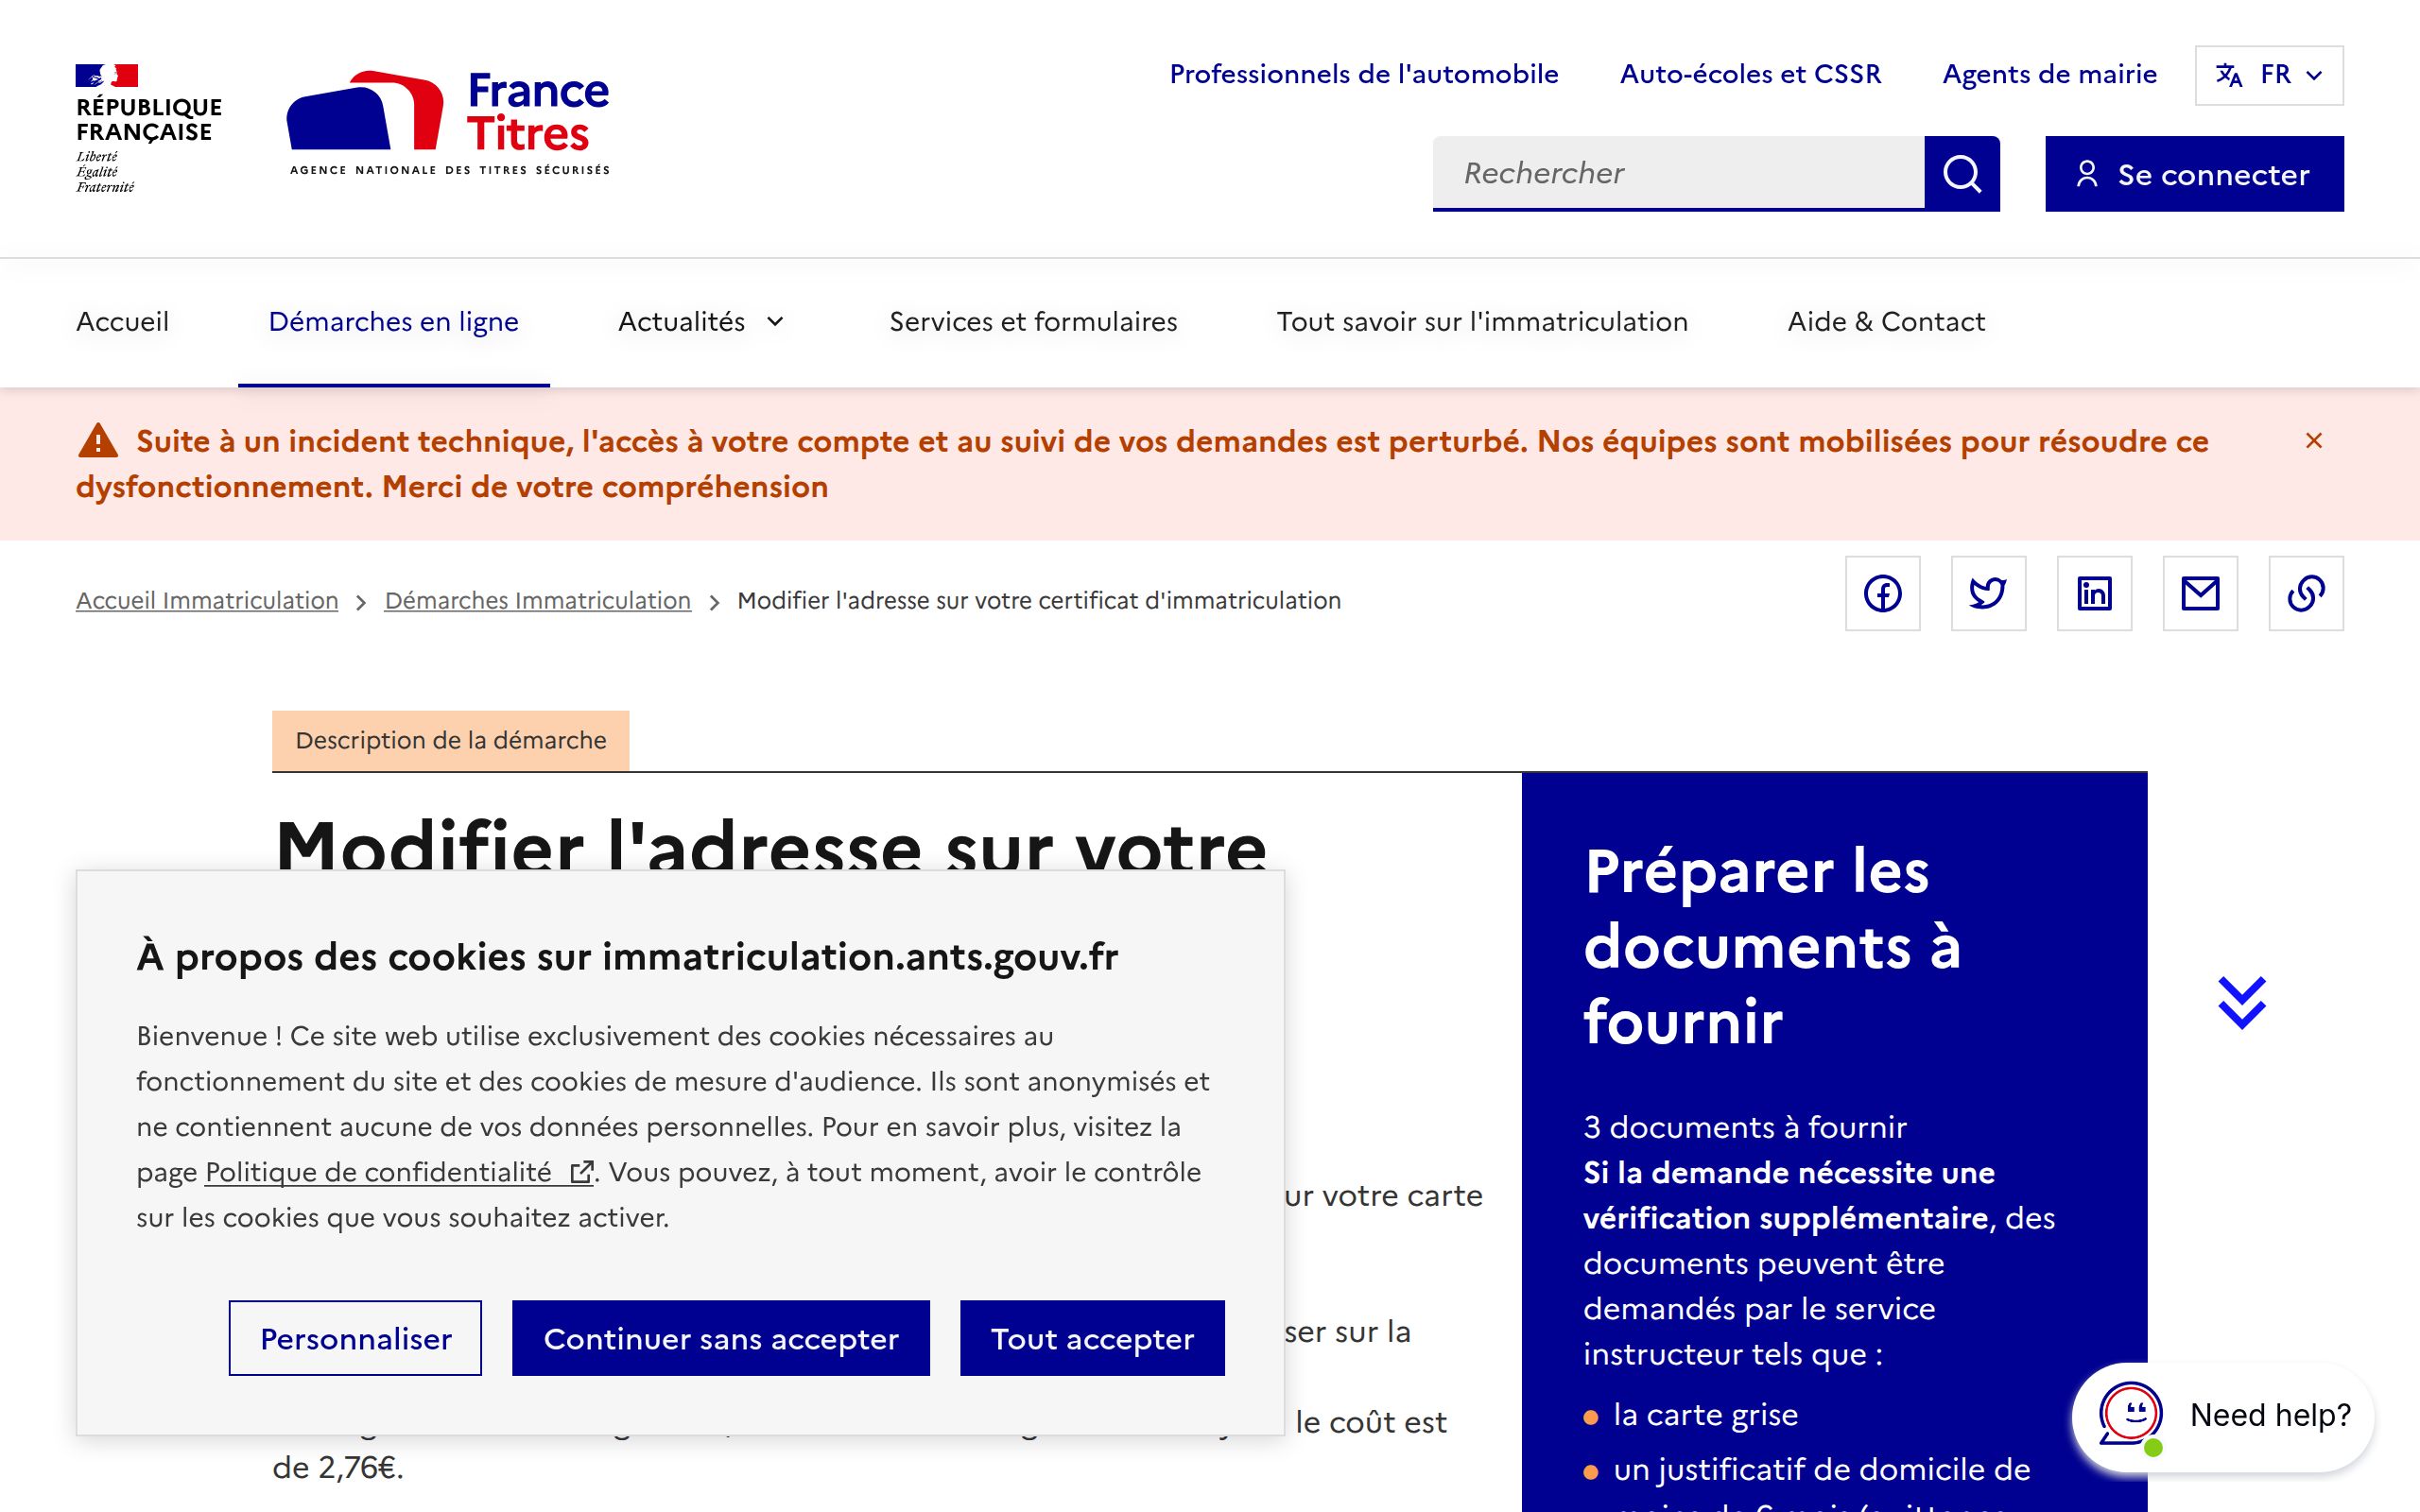 RÉPUBLIQUE
FRANÇAISE
Liberté
Égalité
Fraternité
France
Titres
AGENCE NATIONALE DES TITRES SÉCURISÉS
Professionnels de l'automobile
Auto-écoles et CSSR
Agents de mairie
FR
Rechercher
Se connecter
Accueil
Démarches en ligne
Actualités
Services et formulaires
Tout savoir sur l'immatriculation
Aide & Contact
Suite à un incident technique, l'accès à votre compte et au suivi de vos demandes est perturbé. Nos équipes sont mobilisées pour résoudre ce
dysfonctionnement. Merci de votre compréhension
Accueil Immatriculation
Démarches Immatriculation
Modifier l'adresse sur votre certificat d'immatriculation
Description de la démarche
Modifier l'adresse sur votre
À propos des cookies sur immatriculation.ants.gouv.fr
Bienvenue ! Ce site web utilise exclusivement des cookies nécessaires au
fonctionnement du site et des cookies de mesure d'audience. Ils sont anonymisés et
ne contiennent aucune de vos données personnelles. Pour en savoir plus, visitez la
page Politique de confidentialité . Vous pouvez, à tout moment, avoir le contrôle
sur les cookies que vous souhaitez activer.
Personnaliser
Continuer sans accepter
Tout accepter
ur votre carte
ser sur la
le coût est
de 2,76€.
Préparer les
documents à
fournir
3 documents à fournir
Si la demande nécessite une
vérification supplémentaire, des
documents peuvent être
demandés par le service
instructeur tels que :
la carte grise
un justificatif de domicile de
Need help?